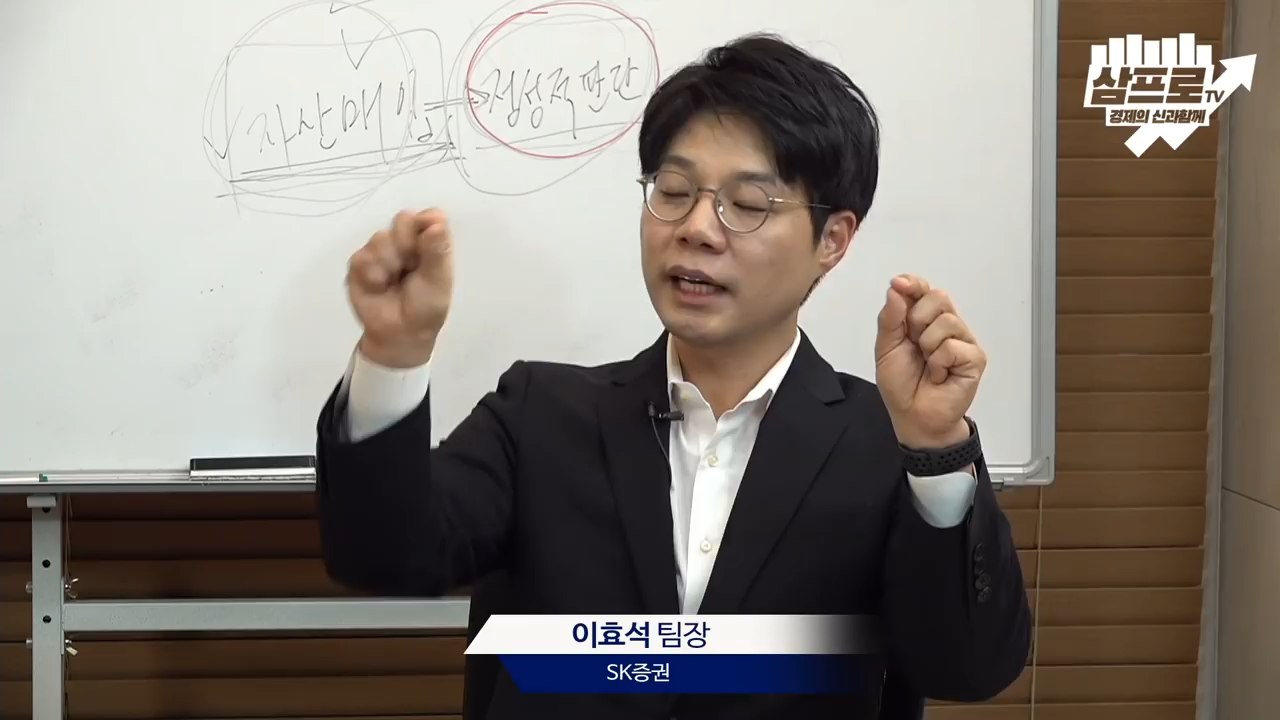 자산매입
정성적판단
삼프로TV
경제의 신과함께
이효석 팀장
SK증권